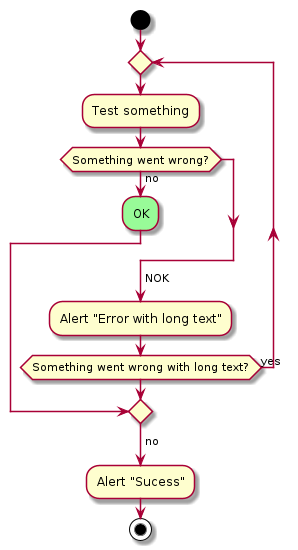 Test something
Something went wrong?
no
OK
NOK
Alert "Error with long text"
Something went wrong with long text?
yes
no
Alert "Sucess"